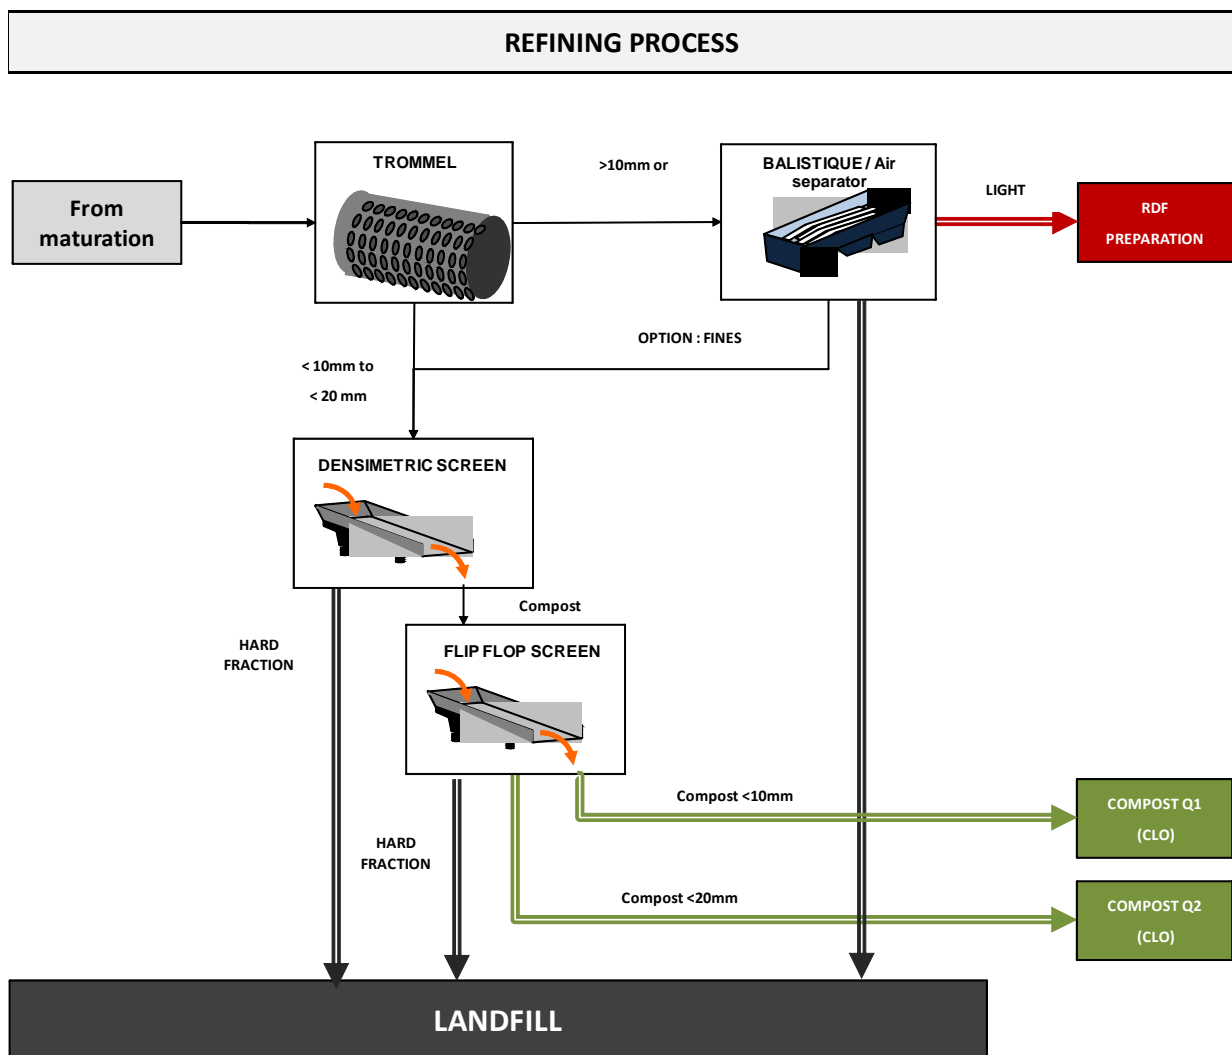 REFINING PROCESS
TROMMEL
>10mm or
BALISTIQUE / Air
separator
LIGHT
From
maturation
RDF
PREPARATION
OPTION : FINES
< 10mm to
< 20 mm
DENSIMETRIC SCREEN
Compost
HARD
FRACTION
FLIP FLOP SCREEN
Compost <10mm
COMPOST Q1
(CLO)
HARD
FRACTION
Compost <20mm
COMPOST Q2
(CLO)
LANDFILL